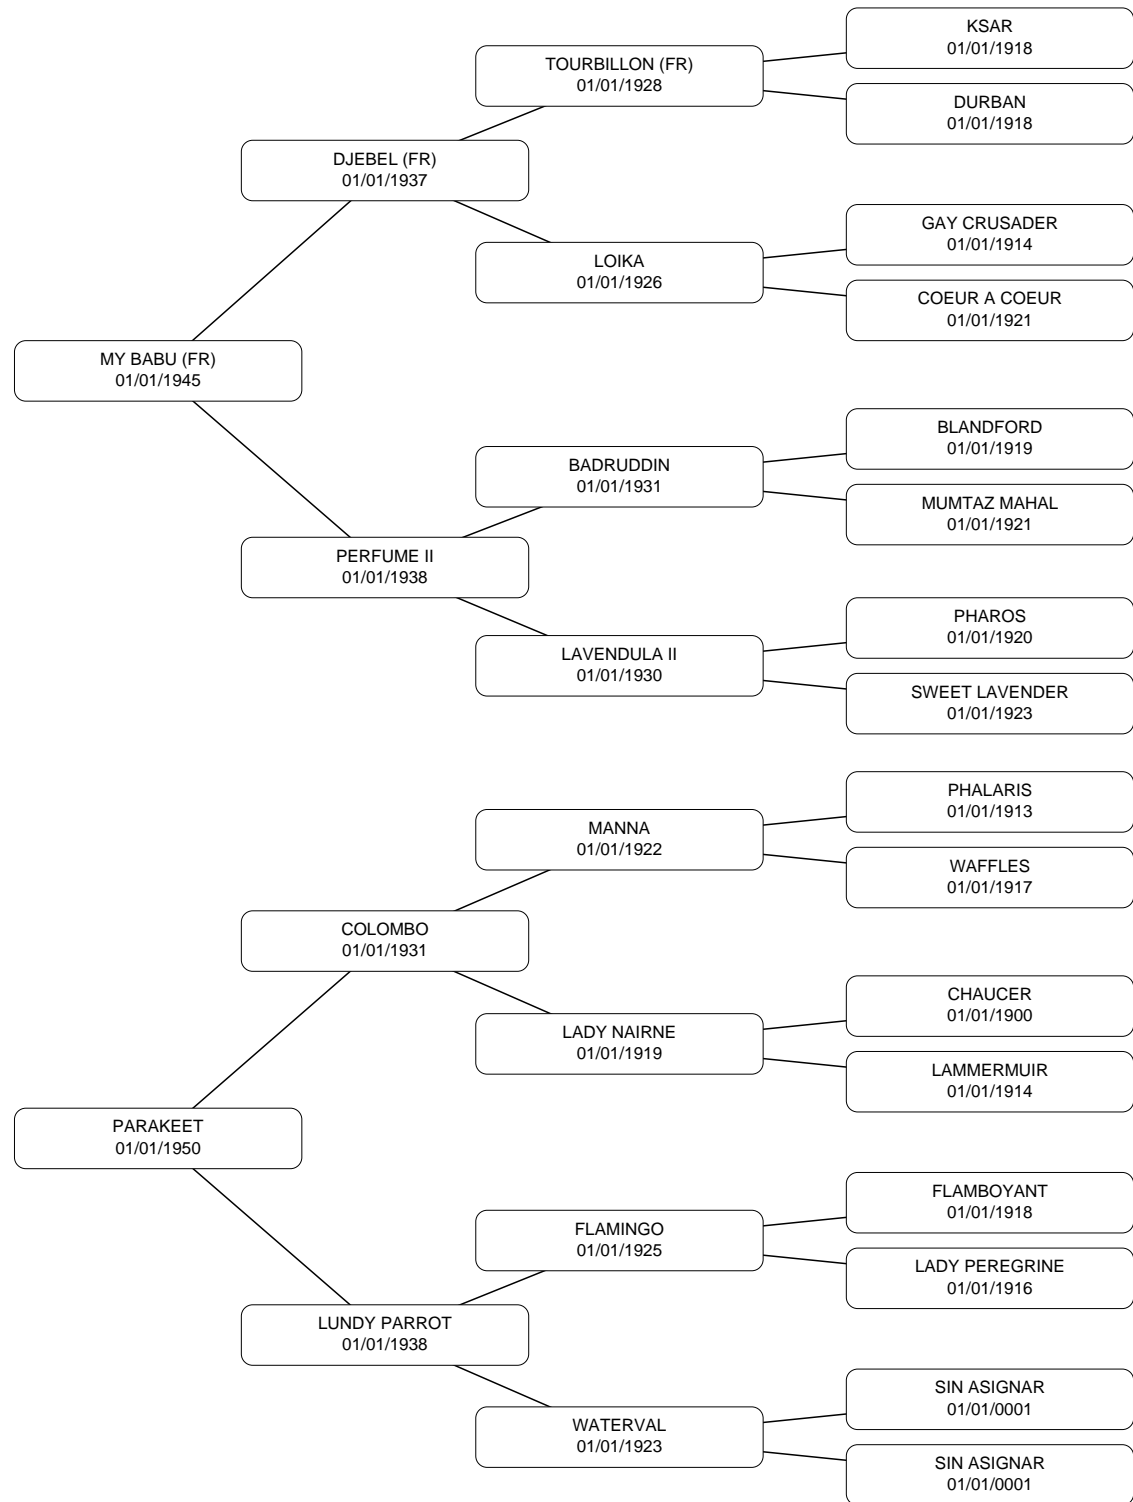 KSAR
01/01/1918
TOURBILLON (FR)
01/01/1928
DURBAN
01/01/1918
DJEBEL (FR)
01/01/1937
GAY CRUSADER
01/01/1914
LOIKA
01/01/1926
COEUR A COEUR
01/01/1921
MY BABU (FR)
01/01/1945
BLANDFORD
01/01/1919
BADRUDDIN
01/01/1931
MUMTAZ MAHAL
01/01/1921
PERFUME II
01/01/1938
PHAROS
01/01/1920
LAVENDULA II
01/01/1930
SWEET LAVENDER
01/01/1923
PHALARIS
01/01/1913
MANNA
01/01/1922
WAFFLES
01/01/1917
COLOMBO
01/01/1931
CHAUCER
01/01/1900
LADY NAIRNE
01/01/1919
LAMMERMUIR
01/01/1914
PARAKEET
01/01/1950
FLAMBOYANT
01/01/1918
FLAMINGO
01/01/1925
LADY PEREGRINE
01/01/1916
LUNDY PARROT
01/01/1938
SIN ASIGNAR
01/01/0001
WATERVAL
01/01/1923
SIN ASIGNAR
01/01/0001